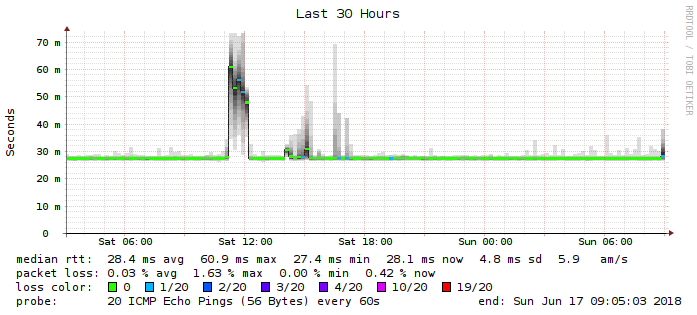 Last 30 Hours
RRDTOOL / TOBI OETIKER
Seconds
70 m
60 m
50 m
40 m
30 m
20 m
10 m
0
Sat 06:00 Sat 12:00 Sat 18:00 Sun 00:00 Sun 06:00
median rtt: 28.4 ms avg 60.9 ms max 27.4 ms min 28.1 ms now 4.8 ms sd 5.9 am/s
packet loss: 0.03 % avg 1.63 % max 0.00 % min 0.42 % now
loss color: 0 1/20 2/20 3/20 4/20 10/20 19/20
probe: 20 ICMP Echo Pings (56 Bytes) every 60s end: Sun Jun 17 09:05:03 2018